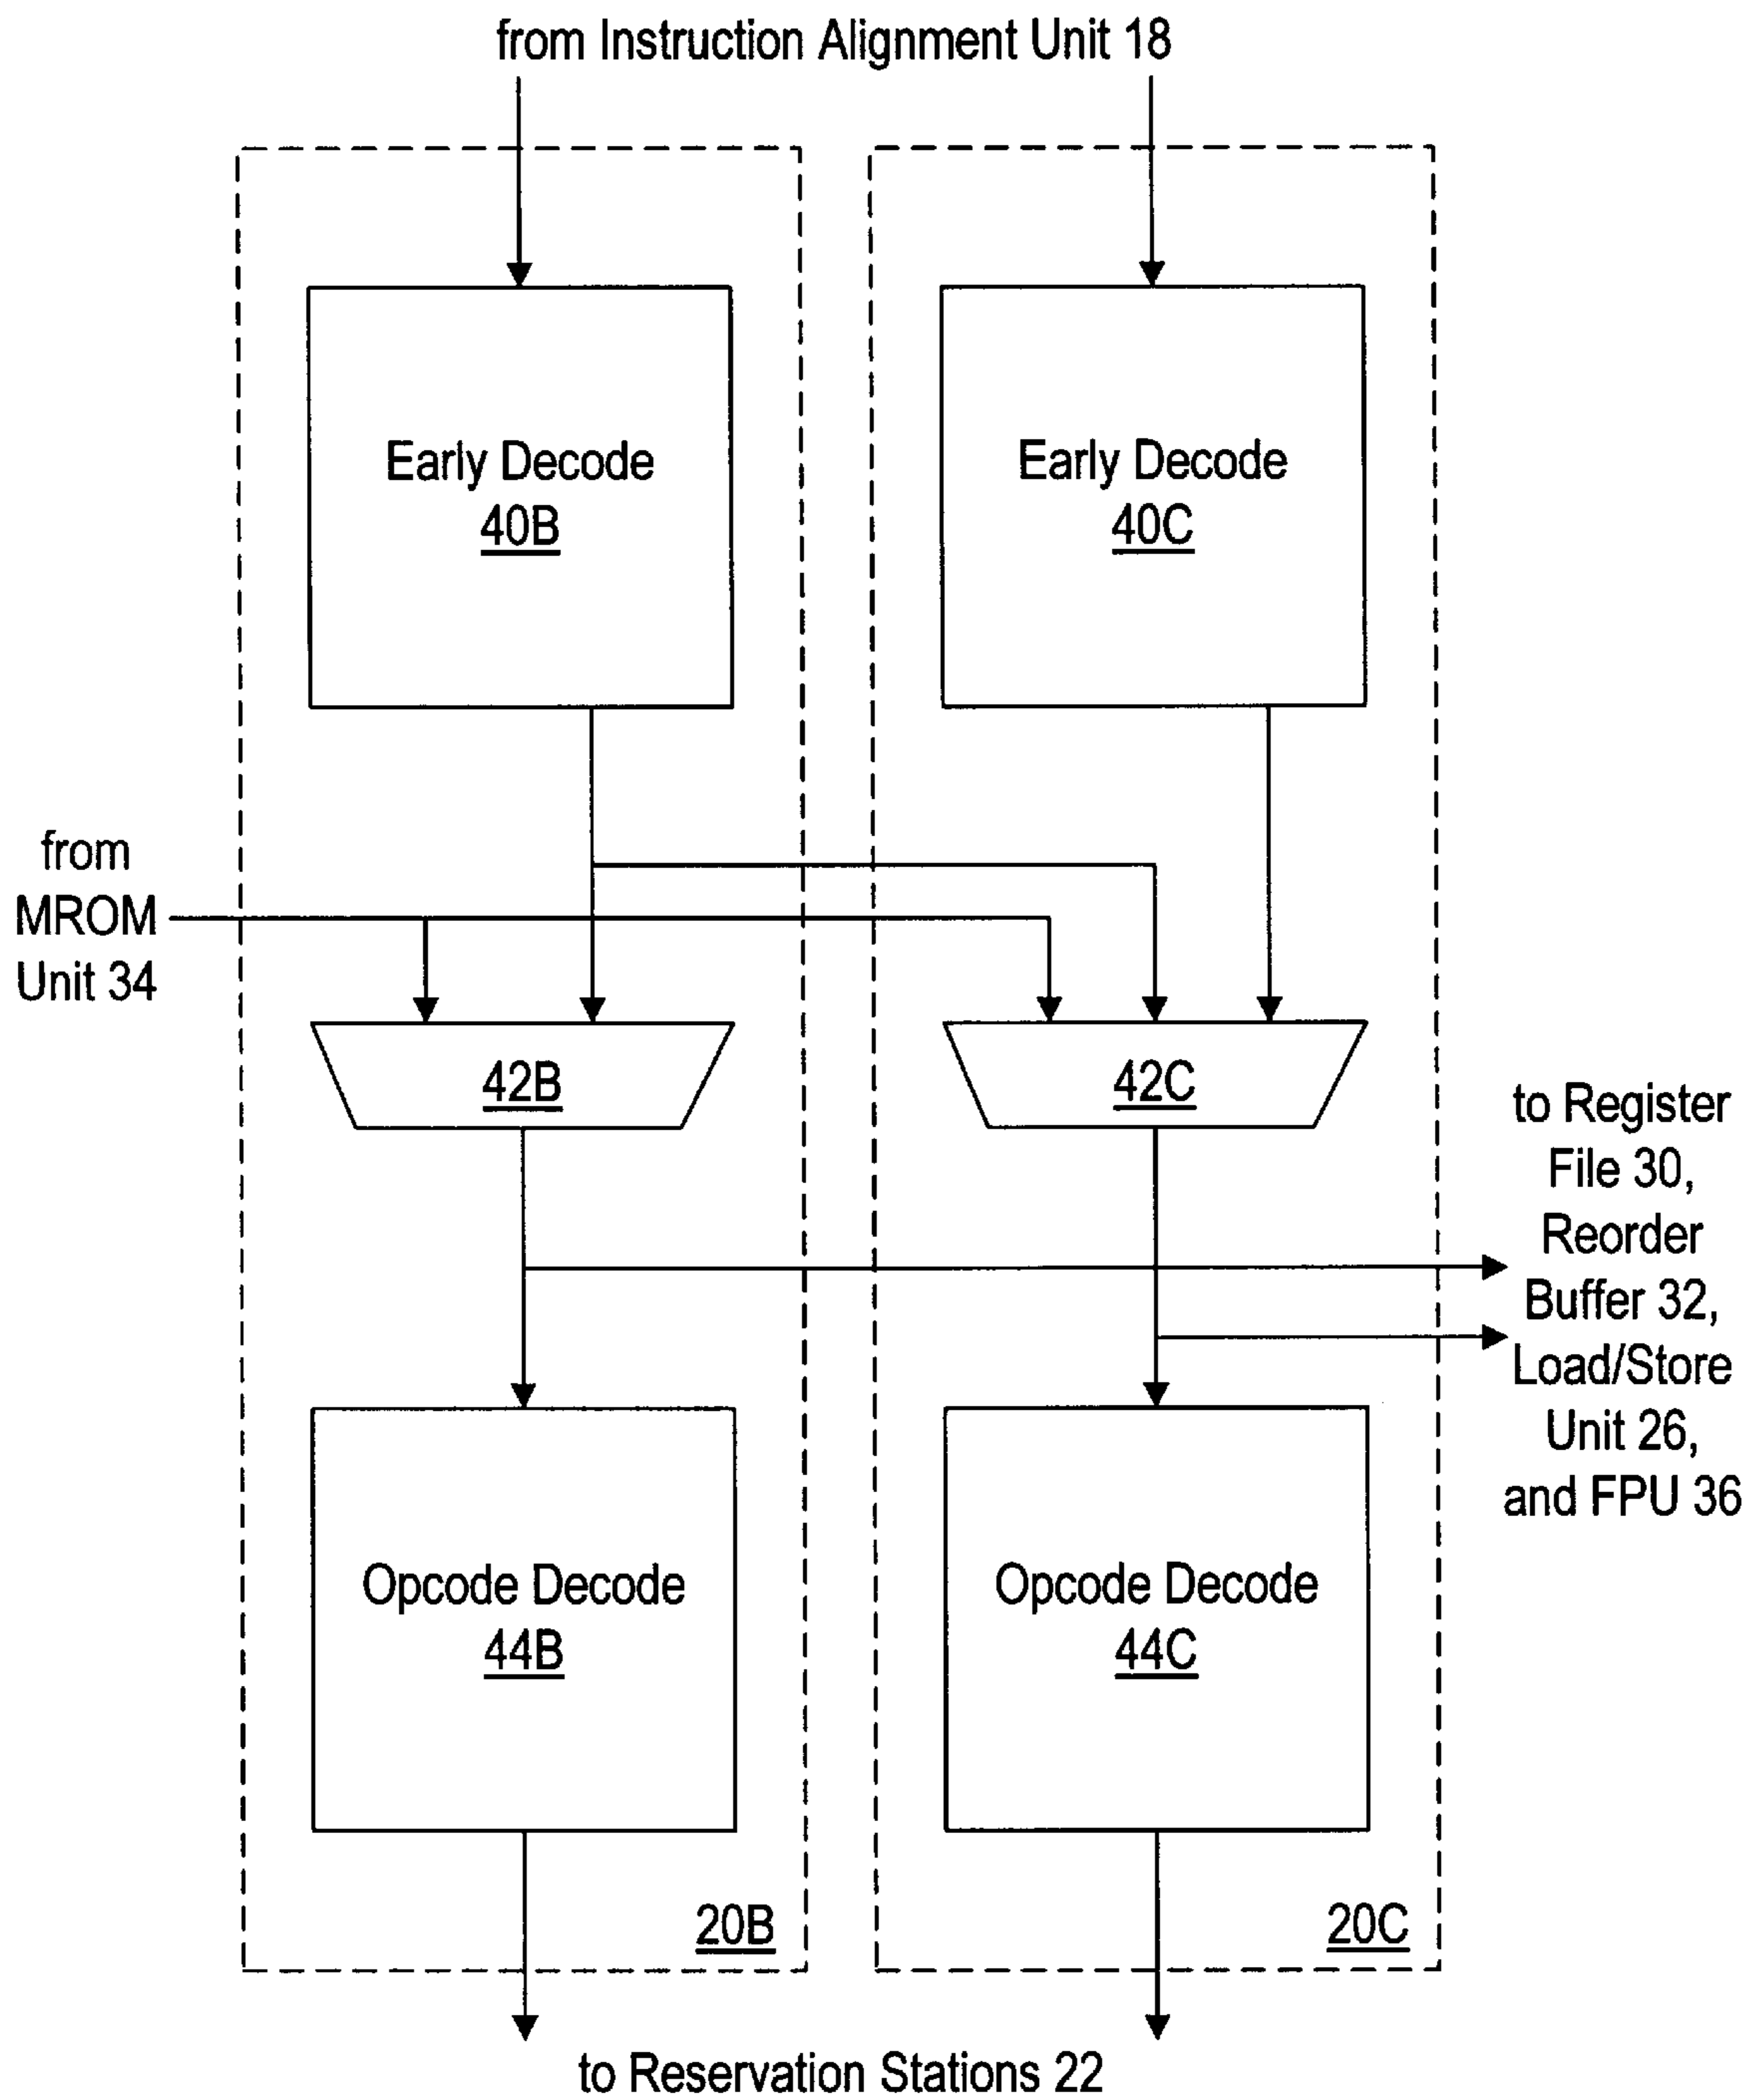 from Instruction Alignment Unit 18
Early Decode
40B
Early Decode
40C
from
MROM
Unit 34
42B
42C
to Register
File 30,
Reorder
Buffer 32,
Load/Store
Unit 26,
and FPU 36
Opcode Decode
44B
Opcode Decode
44C
20B
20C
to Reservation Stations 22